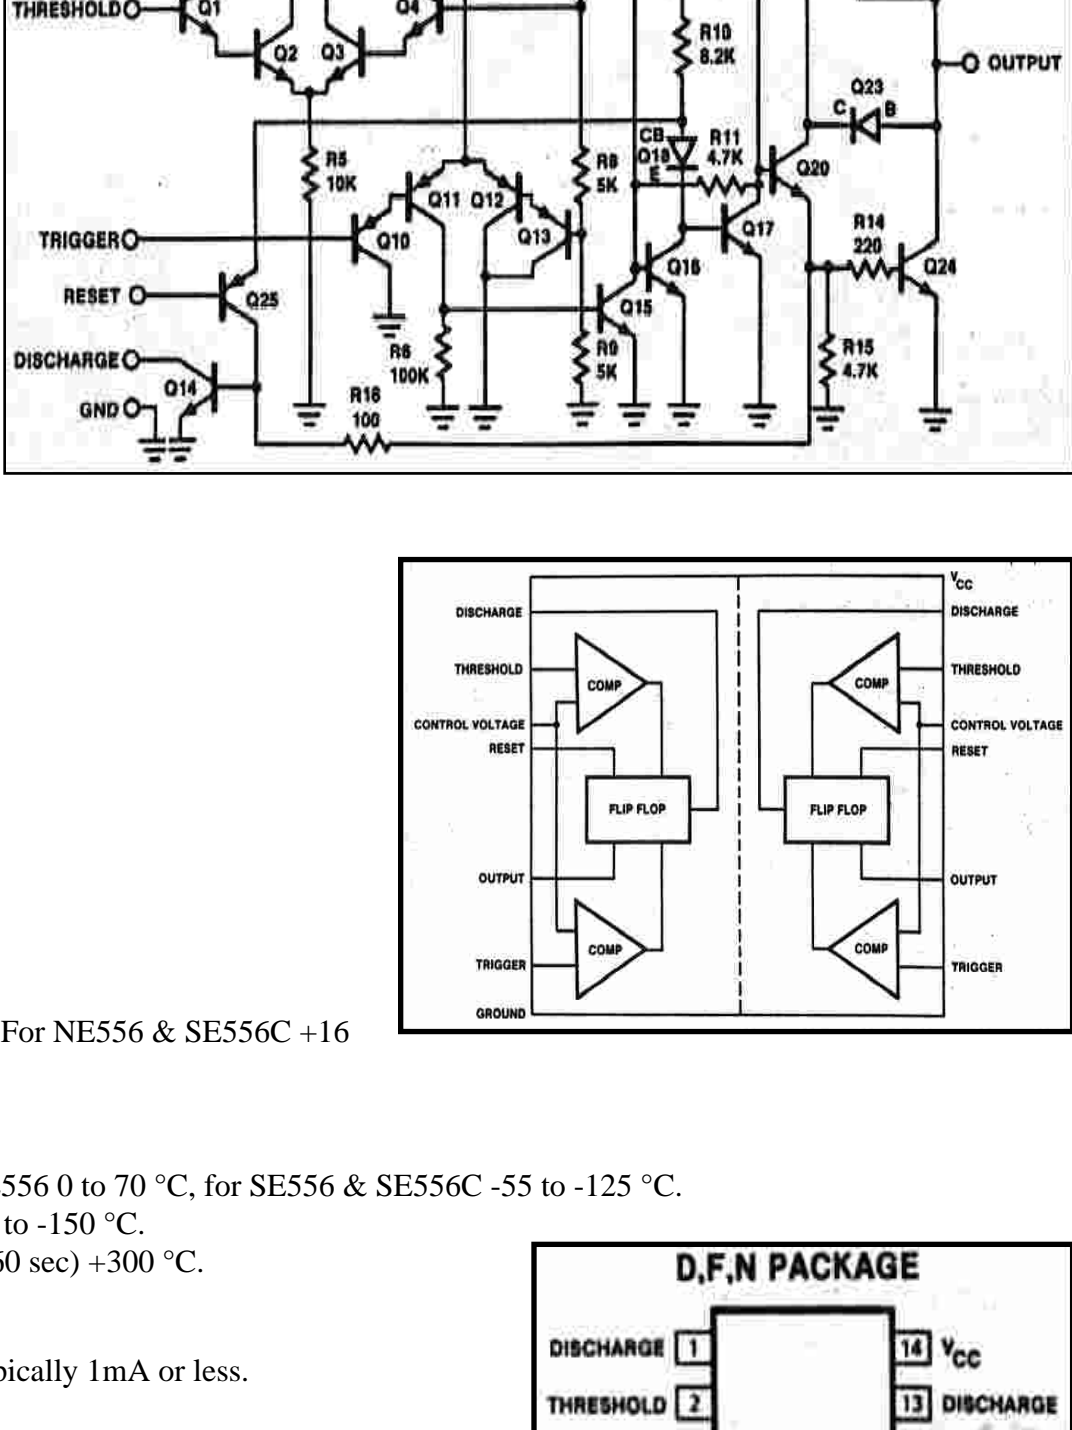 THRESHOLD
Q1
Q4
Q2
Q3
R10
8.2K
OUTPUT
Q23
C
B
CB
Q18
E
R11
4.7K
R5
10K
R8
5K
Q20
Q11
Q12
TRIGGER
Q10
Q13
Q17
R14
220
Q16
Q24
RESET
Q25
Q15
DISCHARGE
Q14
R6
100K
R9
5K
R15
4.7K
GND
R16
100
VCC
DISCHARGE
DISCHARGE
THRESHOLD
COMP
COMP
THRESHOLD
CONTROL VOLTAGE
CONTROL VOLTAGE
RESET
RESET
FLIP FLOP
FLIP FLOP
OUTPUT
OUTPUT
COMP
COMP
TRIGGER
TRIGGER
GROUND
For NE556 & SE556C +16
556 0 to 70 °C, for SE556 & SE556C -55 to -125 °C.
to -150 °C.
60 sec) +300 °C.
D,F,N PACKAGE
DISCHARGE 1
14 VCC
pically 1mA or less.
THRESHOLD 2
13 DISCHARGE